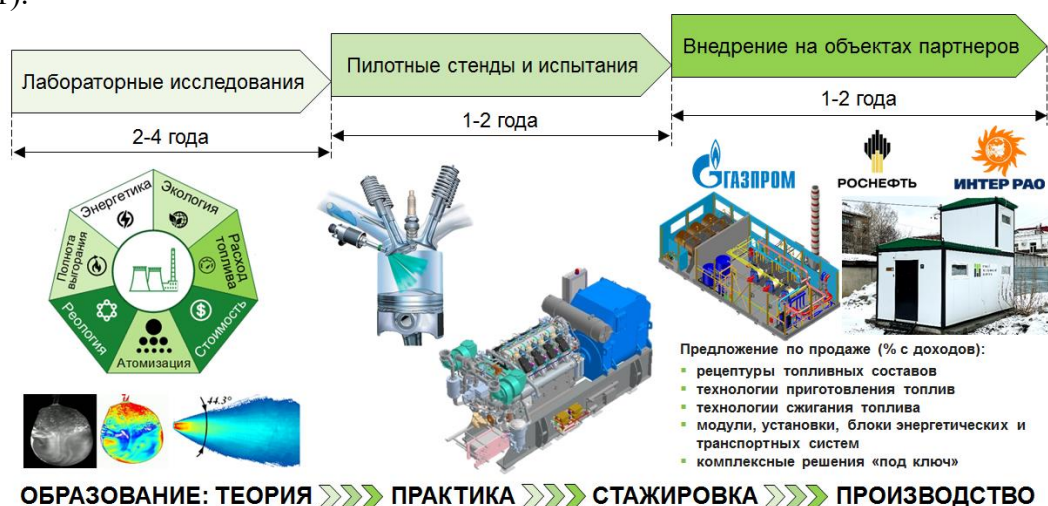 г).
Лабораторные исследования
Пилотные стенды и испытания
Внедрение на объектах партнеров
2-4 года
1-2 года
1-2 года
Энергетика
Экология
Полнота
выгорания
Расход
топлива
Реология
Стоимость
Атомизация
44.3°
ГАЗПРОМ
РОСНЕФТЬ
ИНТЕР РАО
Предложение по продаже (% с доходов):
рецептуры топливных составов
технологии приготовления топлив
технологии сжигания топлива
модули, установки, блоки энергетических и
транспортных систем
комплексные решения «под ключ»
ОБРАЗОВАНИЕ: ТЕОРИЯ ПРАКТИКА СТАЖИРОВКА ПРОИЗВОДСТВО